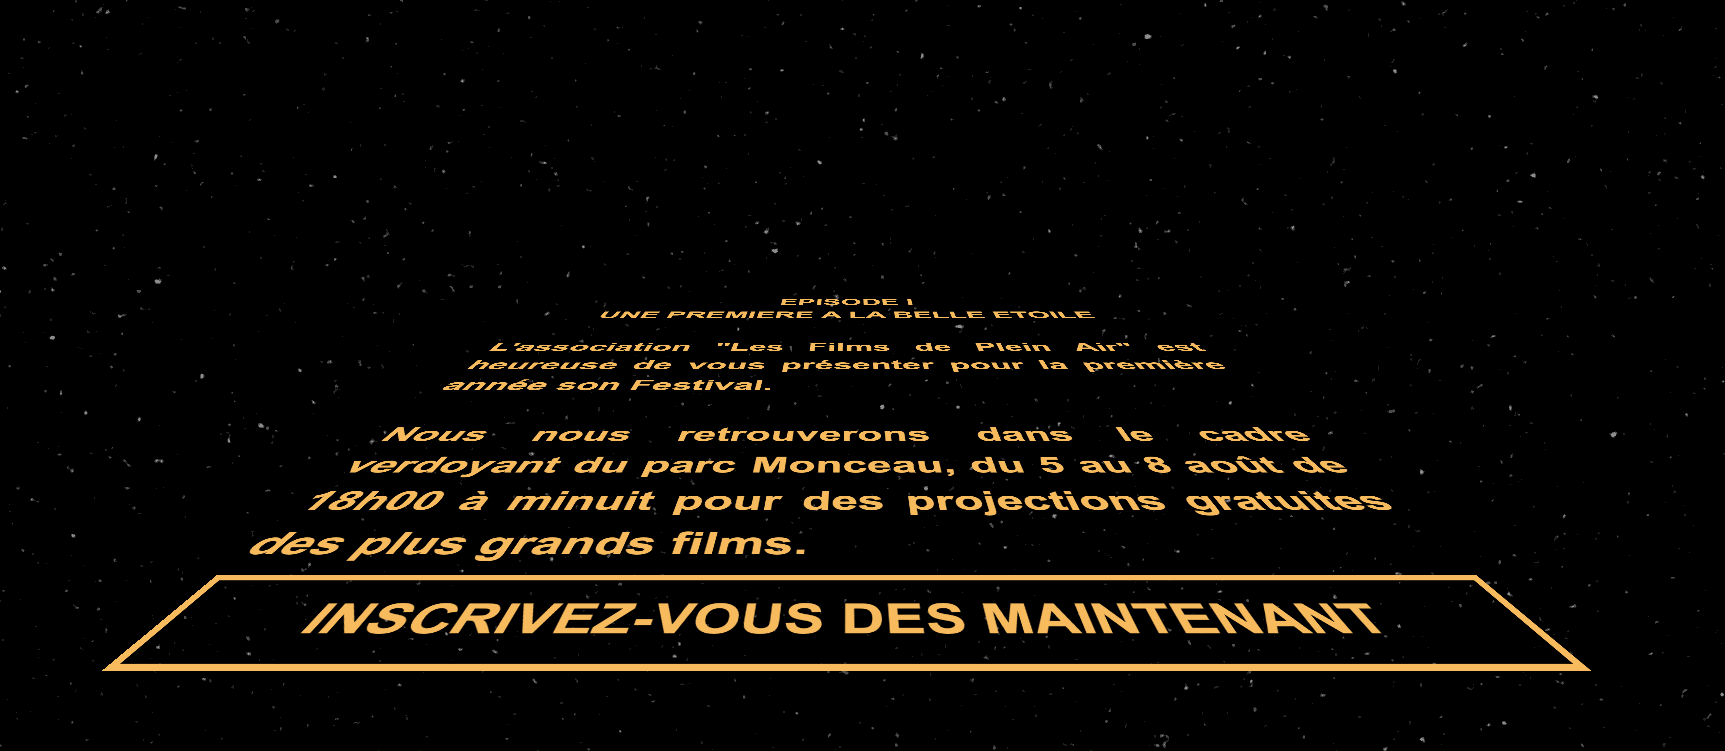 EPISODE I
UNE PREMIERE A LA BELLE ETOILE
L'association "Les Films de Plein Air" est
heureuse de vous présenter pour la première
année son Festival.
Nous nous retrouverons dans le cadre
verdoyant du parc Monceau, du 5 au 8 août de
18h00 à minuit pour des projections gratuites
des plus grands films.
INSCRIVEZ-VOUS DES MAINTENANT